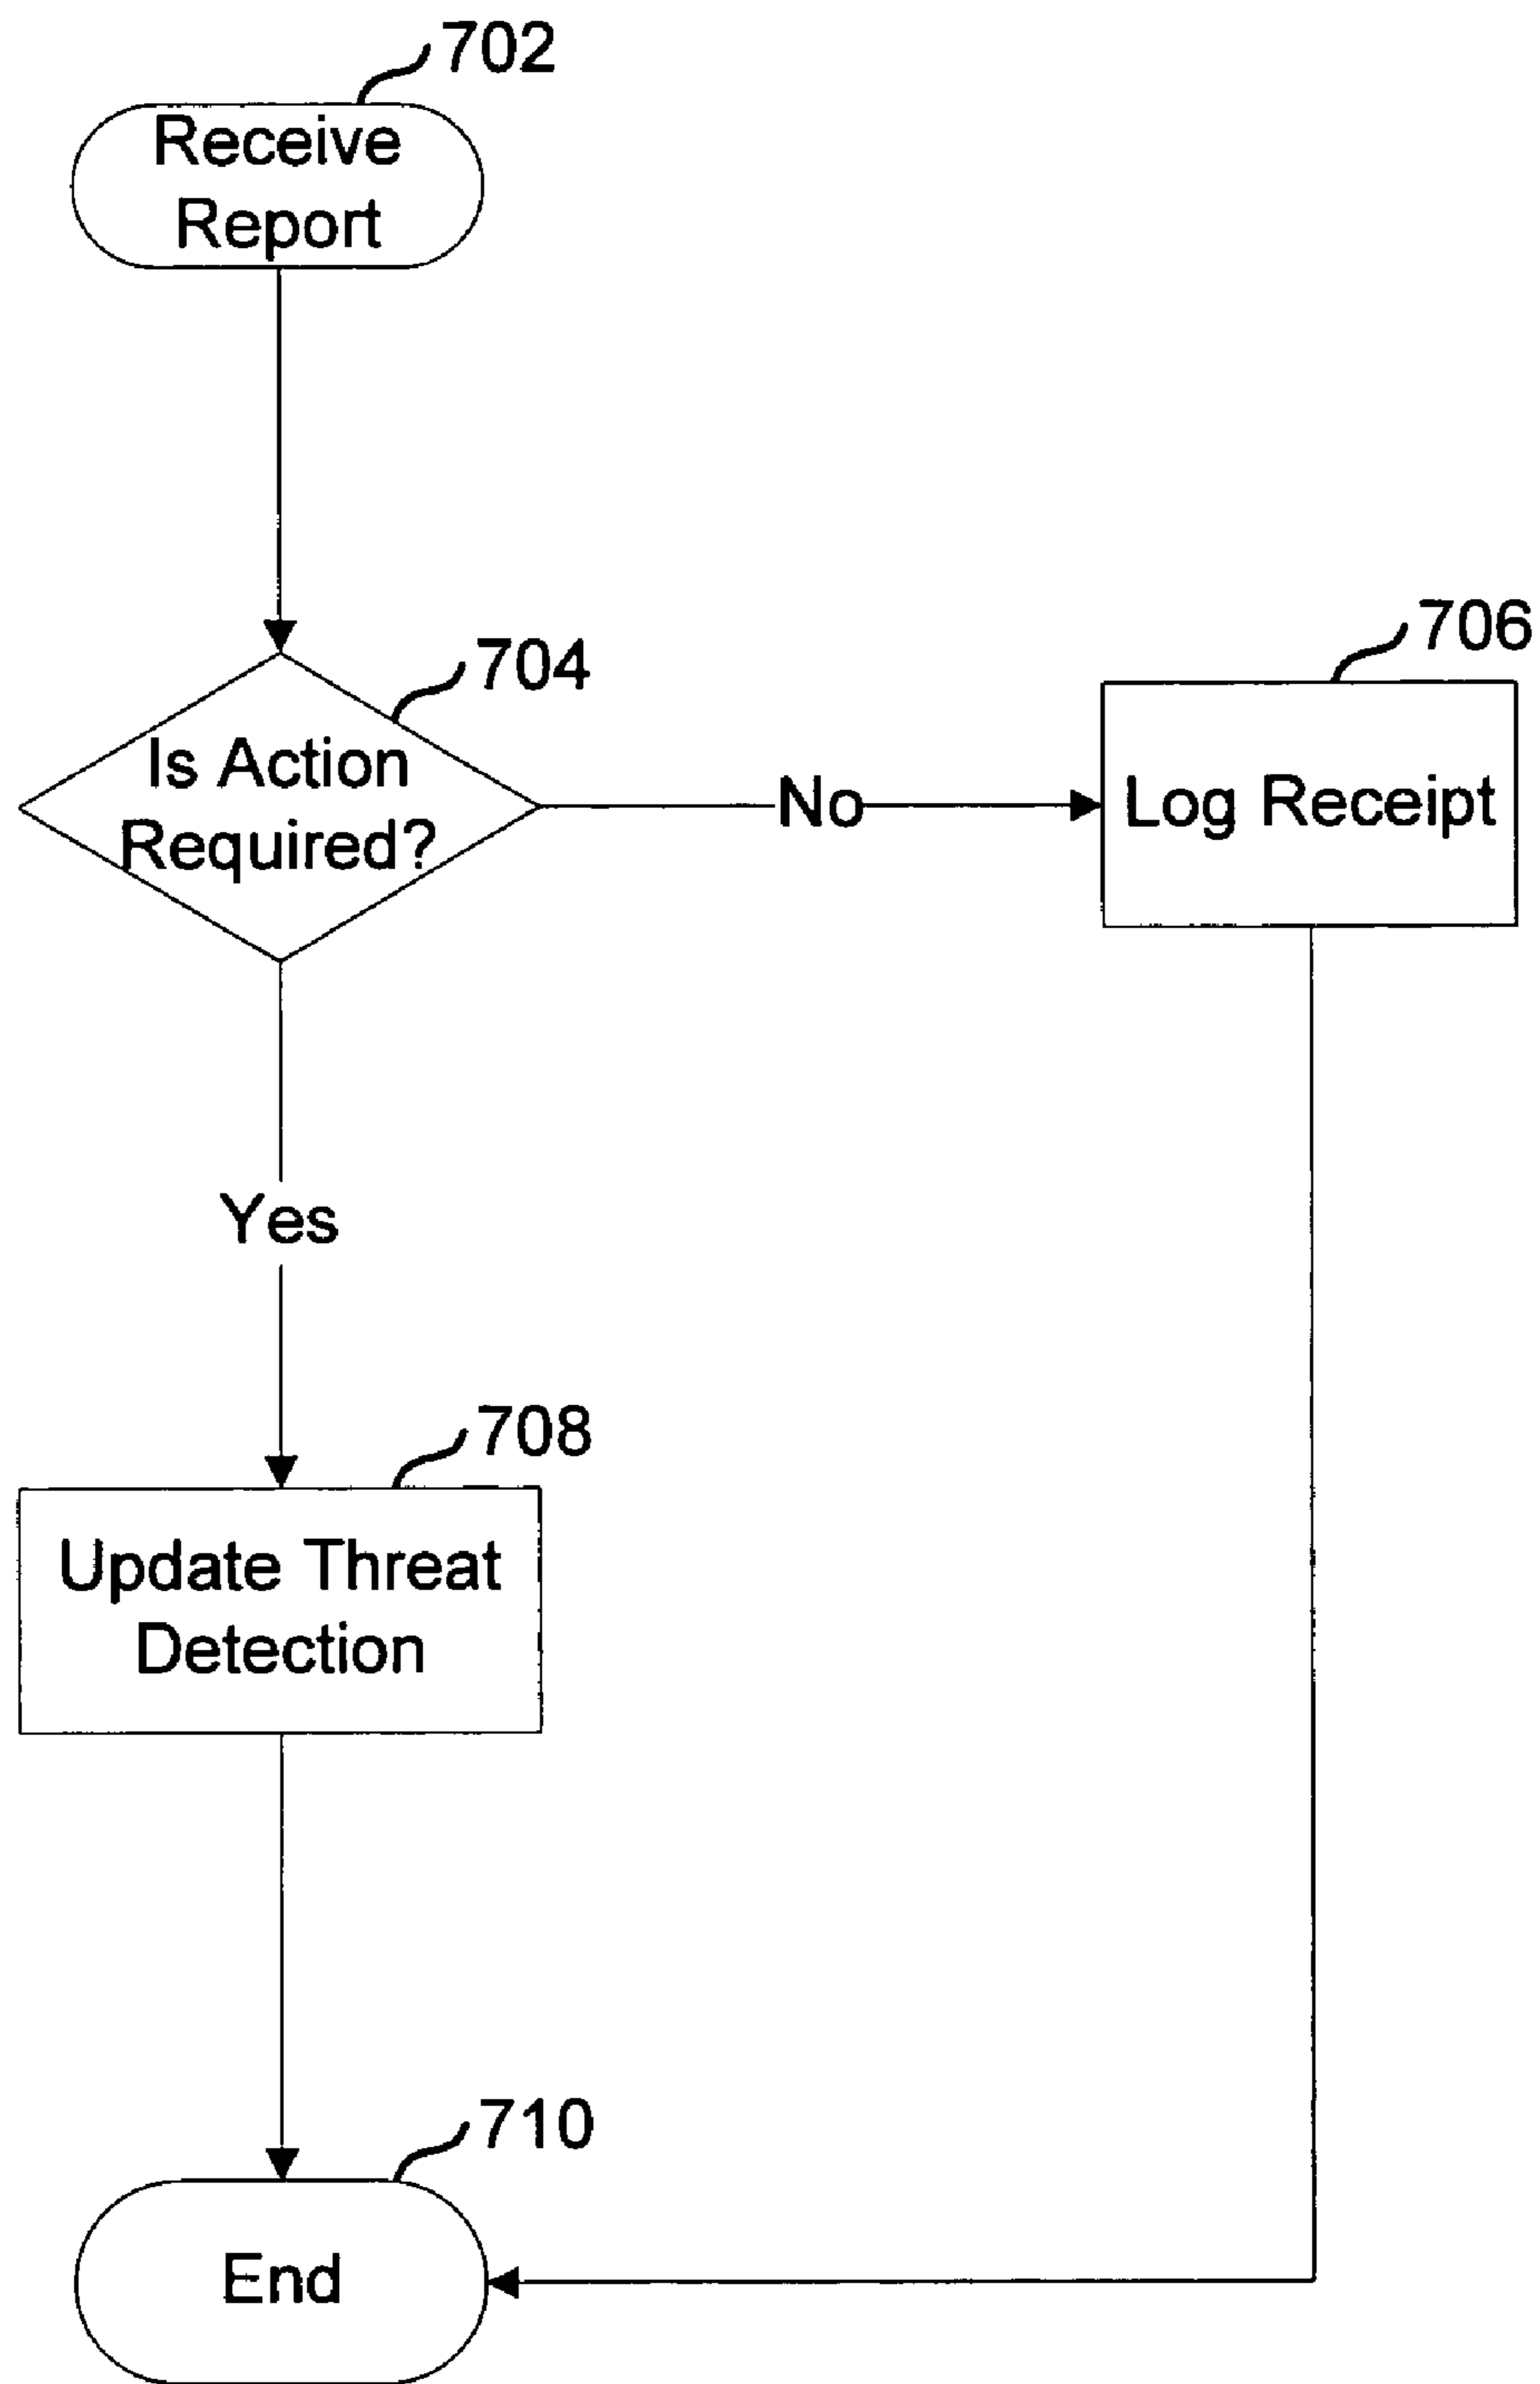 702
Receive
Report
704
Is Action
Required?
No
706
Log Receipt
Yes
708
Update Threat
Detection
710
End